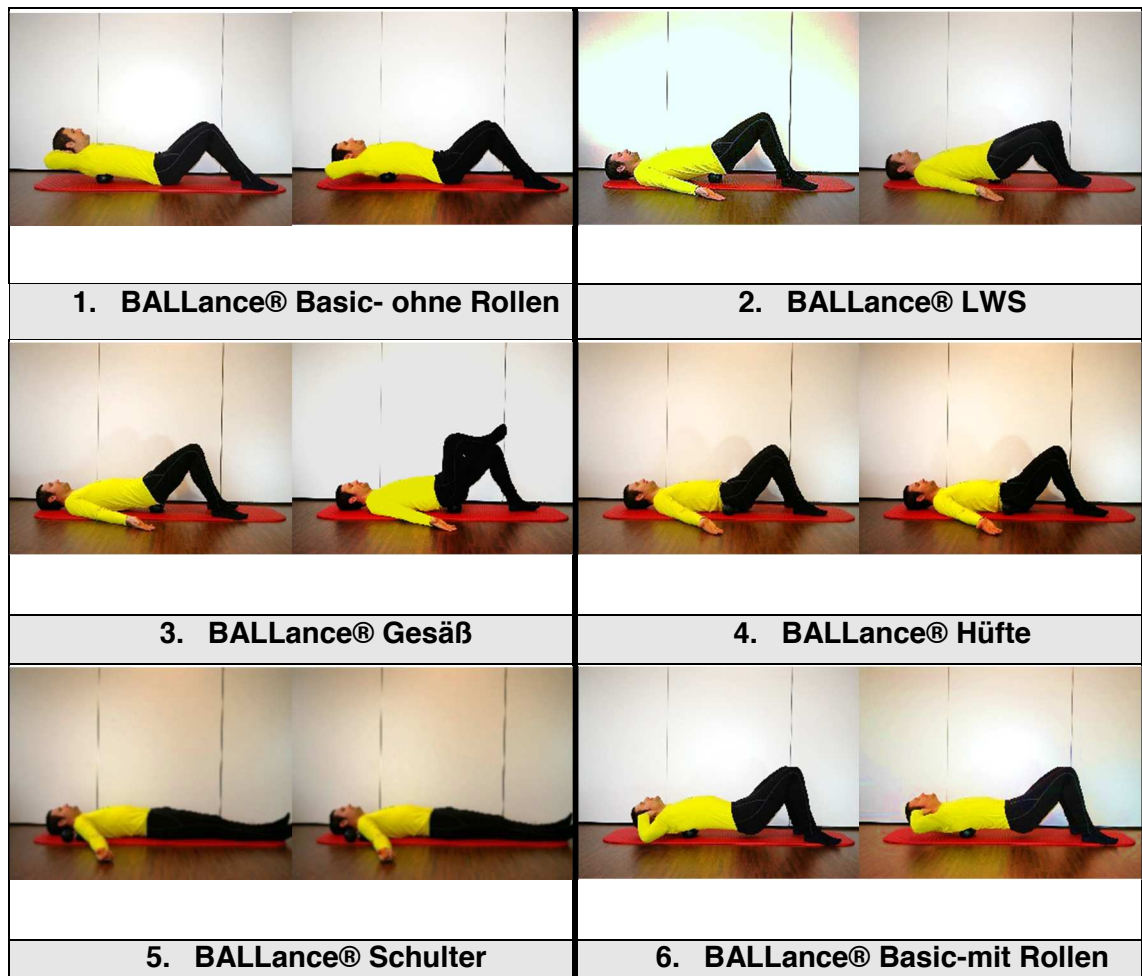 1. BALLance® Basic- ohne Rollen
2. BALLance® LWS
3. BALLance® Gesäß
4. BALLance® Hüfte
5. BALLance® Schulter
6. BALLance® Basic-mit Rollen